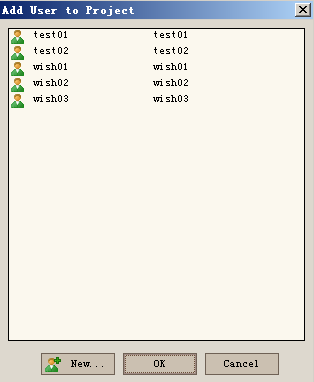 Add User to Project
test01 test01
test02 test02
wish01 wish01
wish02 wish02
wish03 wish03
New... OK Cancel